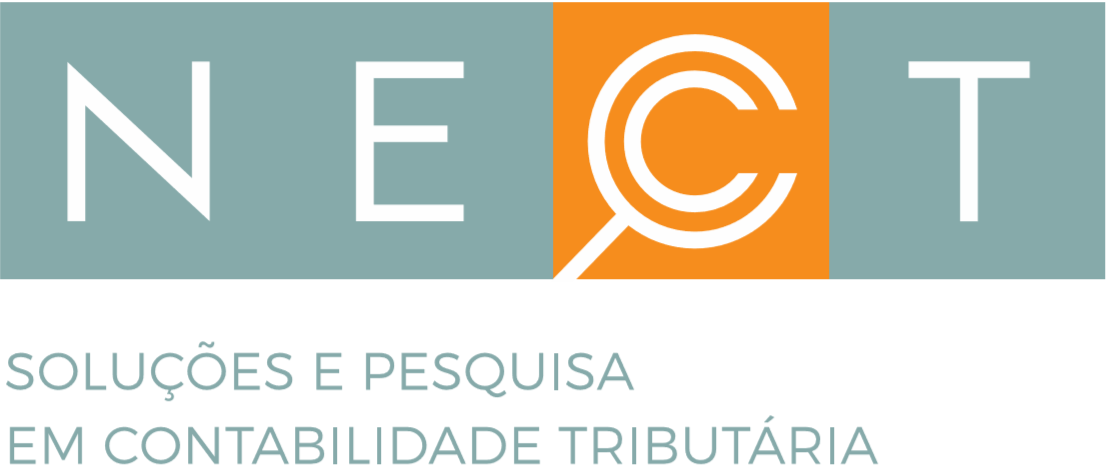 NECT
SOLUÇÕES E PESQUISA
EM CONTABILIDADE TRIBUTÁRIA